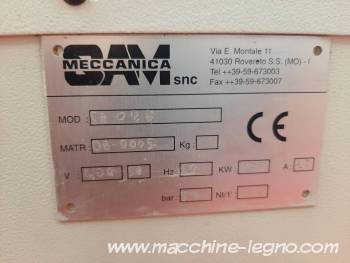 MECCANICA
SAM snc
Via E. Montale 11
41030 Rovereto S.S. (MO) - I
Tel ++39-59-673003
Fax ++39-59-673007
MOD :
MATR Kg :
CE
V 400 Hz KW : A :
bar Nl/1'
www.macchine-legno.com